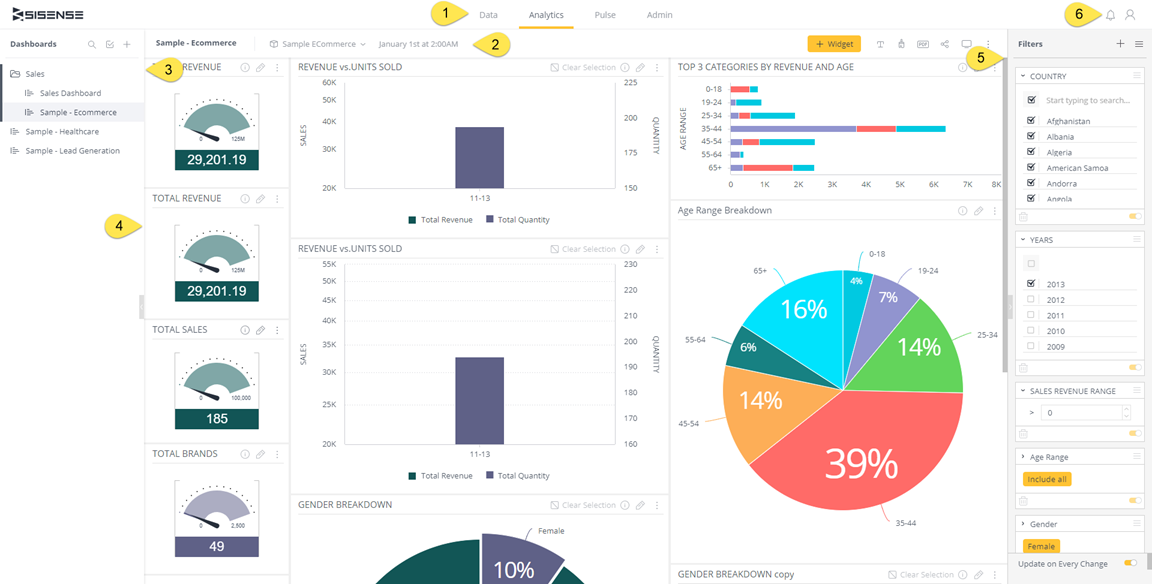 SISENSE
1
Data
Analytics
Pulse
Admin
6
Dashboards
Sample - Ecommerce
Sample ECommerce
January 1st at 2:00AM
2
+ Widget
PDF
5
Filters
Sales
Sales Dashboard
Sample - Ecommerce
Sample - Healthcare
Sample - Lead Generation
3
REVENUE
0
125M
29,201.19
4
TOTAL REVENUE
0
125M
29,201.19
TOTAL SALES
0
100,000
185
TOTAL BRANDS
0
2,500
49
REVENUE vs.UNITS SOLD
Clear Selection
60K
50K
40K
30K
20K
SALES
225
200
175
150
QUANTITY
11-13
Total Revenue
Total Quantity
REVENUE vs.UNITS SOLD
Clear Selection
55K
50K
45K
40K
35K
30K
25K
20K
SALES
230
220
210
200
190
180
170
160
QUANTITY
11-13
Total Revenue
Total Quantity
GENDER BREAKDOWN
Clear Selection
Female
10%
TOP 3 CATEGORIES BY REVENUE AND AGE
AGE RANGE
0-18
19-24
25-34
35-44
45-54
55-64
65+
0
1K
2K
3K
4K
5K
6K
7K
8K
Age Range Breakdown
0-18
4%
19-24
7%
25-34
14%
35-44
39%
45-54
14%
55-64
6%
65+
16%
GENDER BREAKDOWN copy
Clear Selection
COUNTRY
Start typing to search...
Afghanistan
Albania
Algeria
American Samoa
Andorra
Angola
YEARS
2013
2012
2011
2010
2009
SALES REVENUE RANGE
> 0
Age Range
Include all
Gender
Female
Update on Every Change